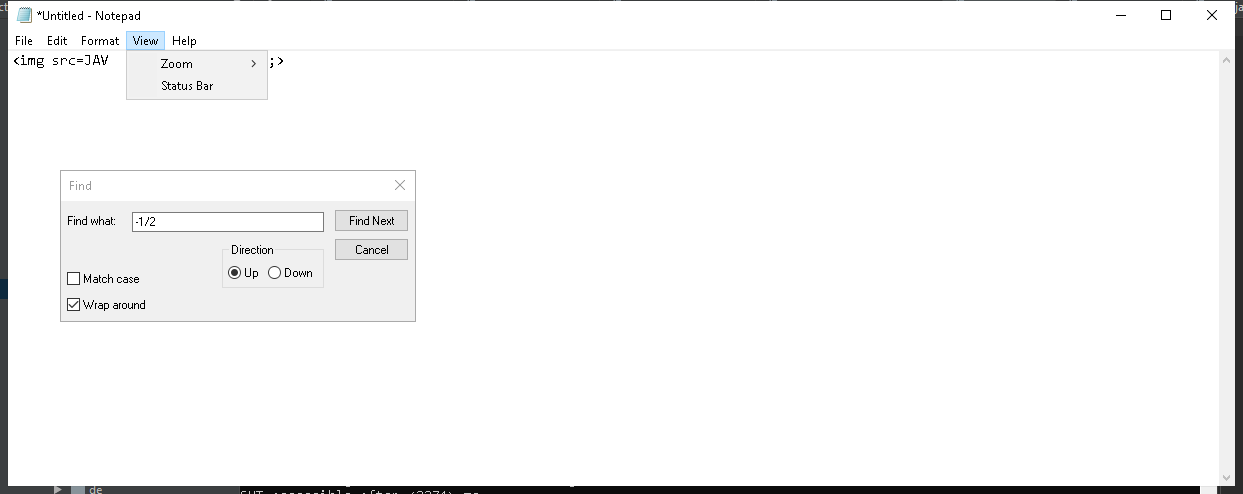 *Untitled - Notepad
File Edit Format View Help
<img src=JAV ;>
Zoom
Status Bar
Find
Find what: -1/2 Find Next
Direction Cancel
Up Down
Match case
Wrap around
de